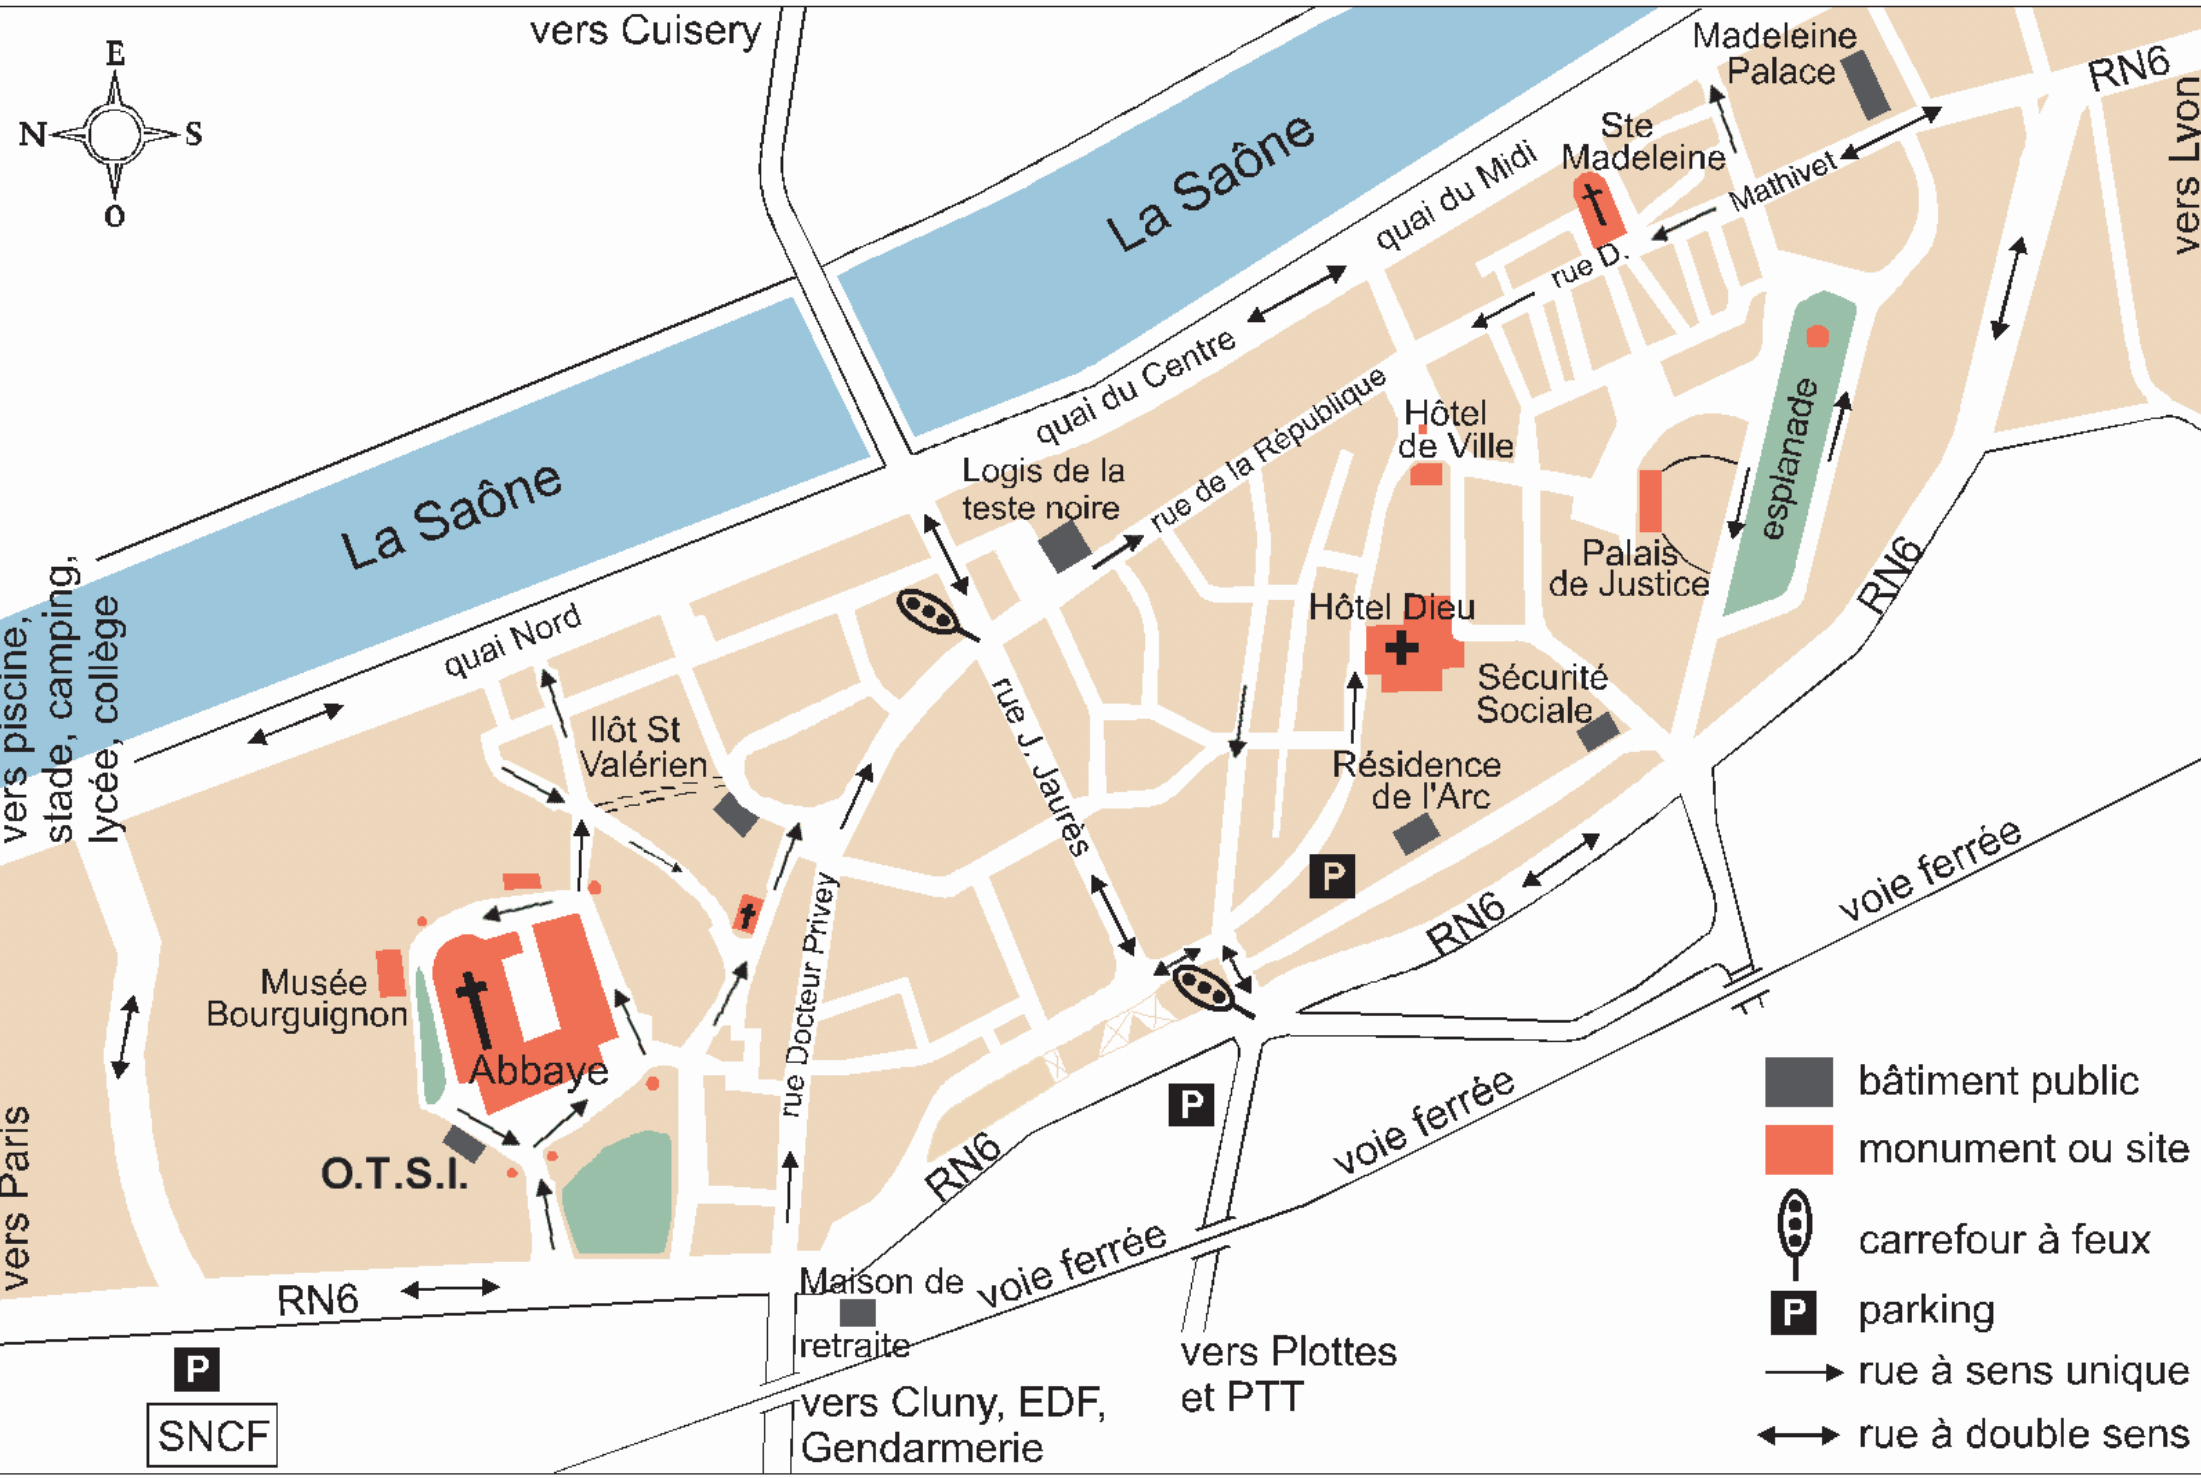 vers Cuisery
E
N
S
O
Madeleine
Palace
RN6
vers Lyon
Ste
Madeleine
La Saône
quai du Midi
Mathivet
rue D.
quai du Centre
rue de la République
Hôtel
de Ville
Logis de la
teste noire
La Saône
esplanade
Palais
de Justice
RN6
vers piscine,
stade, camping,
lycée, collège
quai Nord
Hôtel Dieu
Sécurité
Sociale
Ilôt St
Valérien
rue J. Jaurès
Résidence
de l'Arc
P
RN6
voie ferrée
rue Docteur Privey
Musée
Bourguignon
Abbaye
O.T.S.I.
vers Paris
P
RN6
voie ferrée
voie ferrée
RN6
Maison de
retraite
P
SNCF
vers Cluny, EDF,
Gendarmerie
vers Plottes
et PTT
bâtiment public
monument ou site
carrefour à feux
P parking
rue à sens unique
rue à double sens